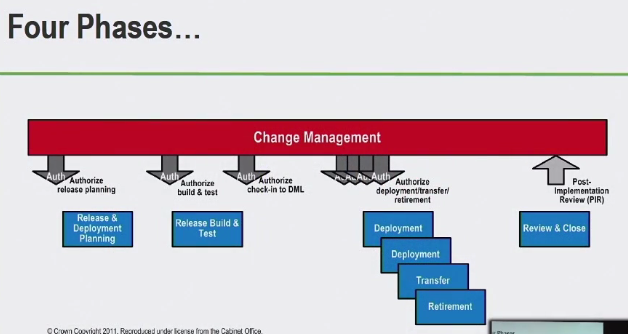 Four Phases...
Change Management
Auth
Authorize
release planning
Auth
Authorize
build & test
Auth
Authorize
check-in to DML
Auth
Authorize
deployment/transfer/
retirement
Post-
Implementation
Review (PIR)
Release &
Deployment
Planning
Release Build &
Test
Deployment
Deployment
Transfer
Retirement
Review & Close
© Crown Copyright 2011. Reproduced under license from the Cabinet Office.